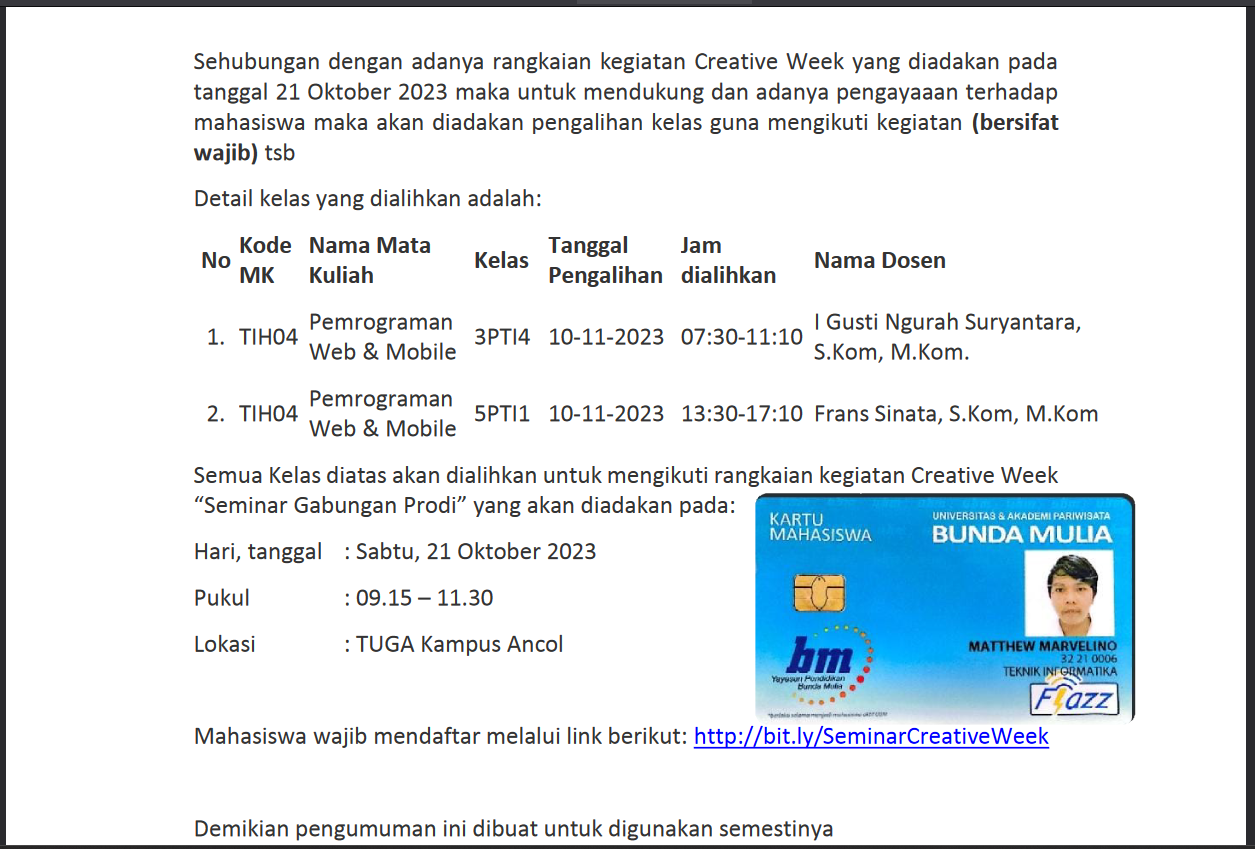 Sehubungan dengan adanya rangkaian kegiatan Creative Week yang diadakan pada
tanggal 21 Oktober 2023 maka untuk mendukung dan adanya pengayaaan terhadap
mahasiswa maka akan diadakan pengalihan kelas guna mengikuti kegiatan (bersifat
wajib) tsb
Detail kelas yang dialihkan adalah:
No Kode MK Nama Mata Kuliah Kelas Tanggal Pengalihan Jam dialihkan Nama Dosen
1. TIH04 Pemrograman Web & Mobile 3PTI4 10-11-2023 07:30-11:10 I Gusti Ngurah Suryantara, S.Kom, M.Kom.
2. TIH04 Pemrograman Web & Mobile 5PTI1 10-11-2023 13:30-17:10 Frans Sinata, S.Kom, M.Kom
Semua Kelas diatas akan dialihkan untuk mengikuti rangkaian kegiatan Creative Week
“Seminar Gabungan Prodi” yang akan diadakan pada:
Hari, tanggal : Sabtu, 21 Oktober 2023
Pukul : 09.15 – 11.30
Lokasi : TUGA Kampus Ancol
KARTU
MAHASISWA
UNIVERSITAS & AKADEMI PARIWISATA
BUNDA MULIA
bm
Yayasan Pendidikan
Bunda Mulia
MATTHEW MARVELINO
32 21 0006
TEKNIK INFORMATIKA
Flazz
Mahasiswa wajib mendaftar melalui link berikut: http://bit.ly/SeminarCreativeWeek
Demikian pengumuman ini dibuat untuk digunakan semestinya